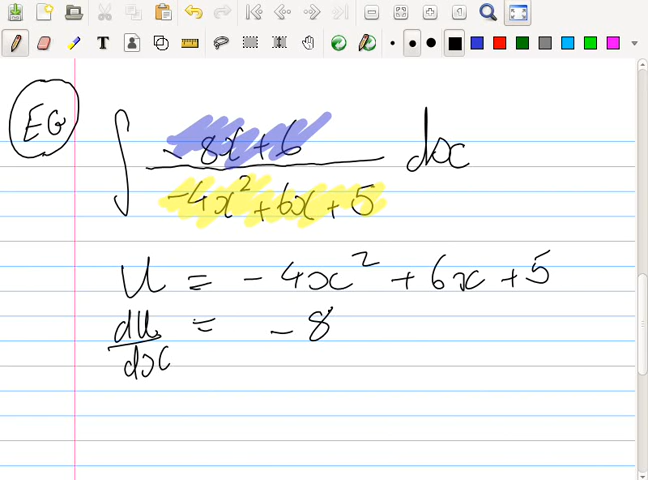 EG
∫ -8x+6 / -4x²+6x+5 dx
U = -4x² + 6x + 5
du/dx = -8